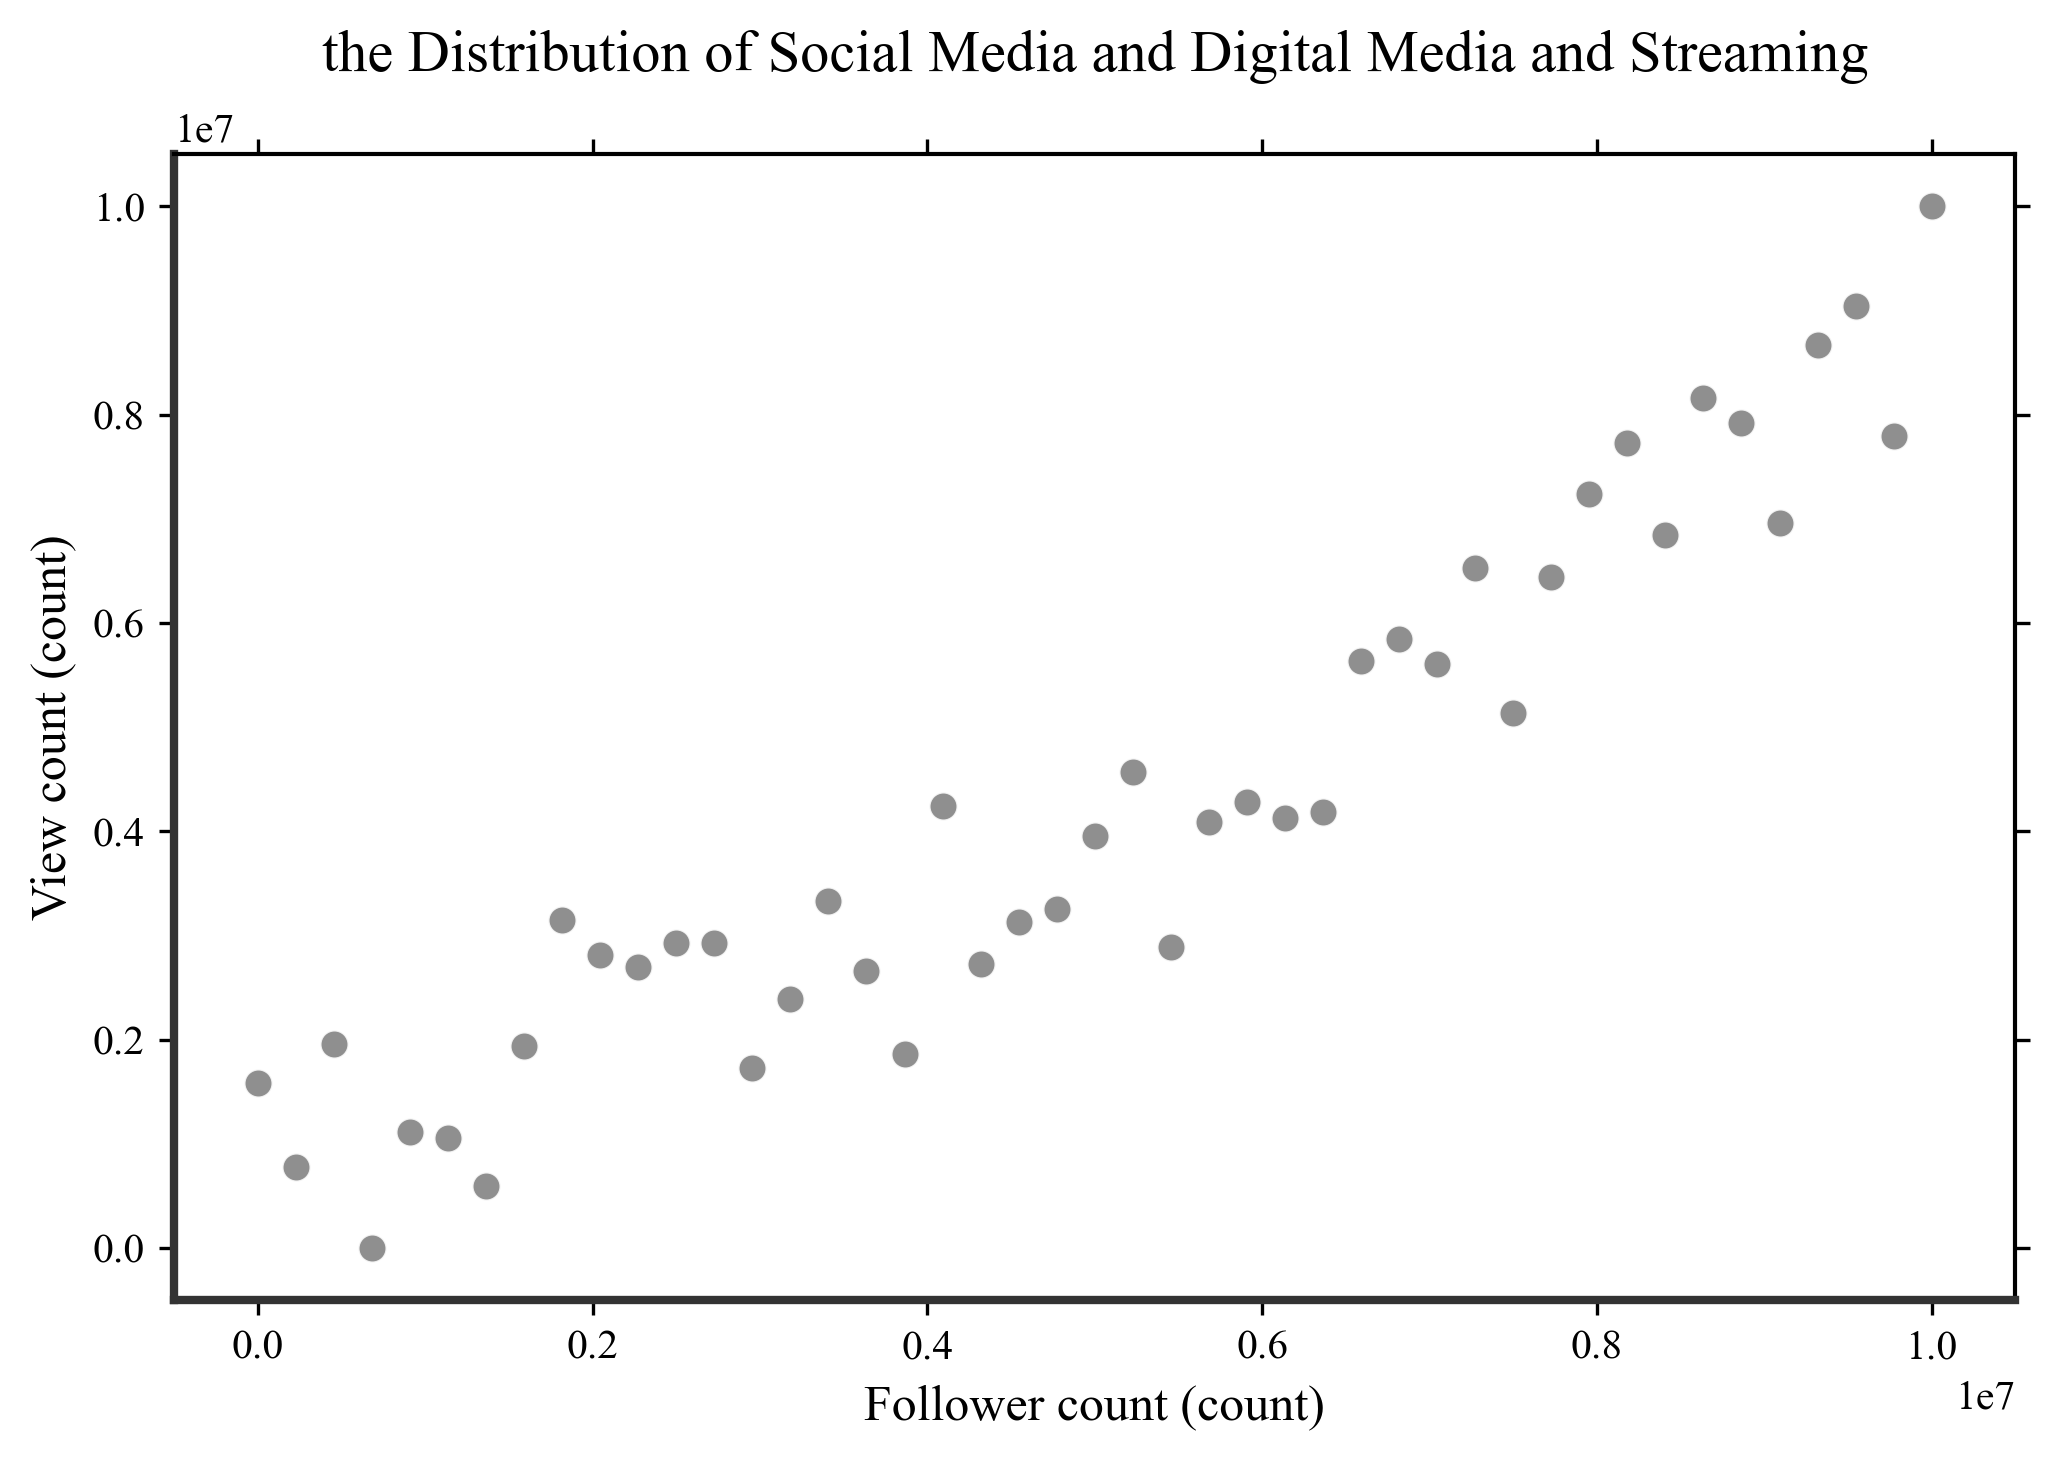 the Distribution of Social Media and Digital Media and Streaming
1e7
1.0
0.8
0.6
0.4
0.2
0.0
View count (count)
0.0 0.2 0.4 0.6 0.8 1.0
1e7
Follower count (count)